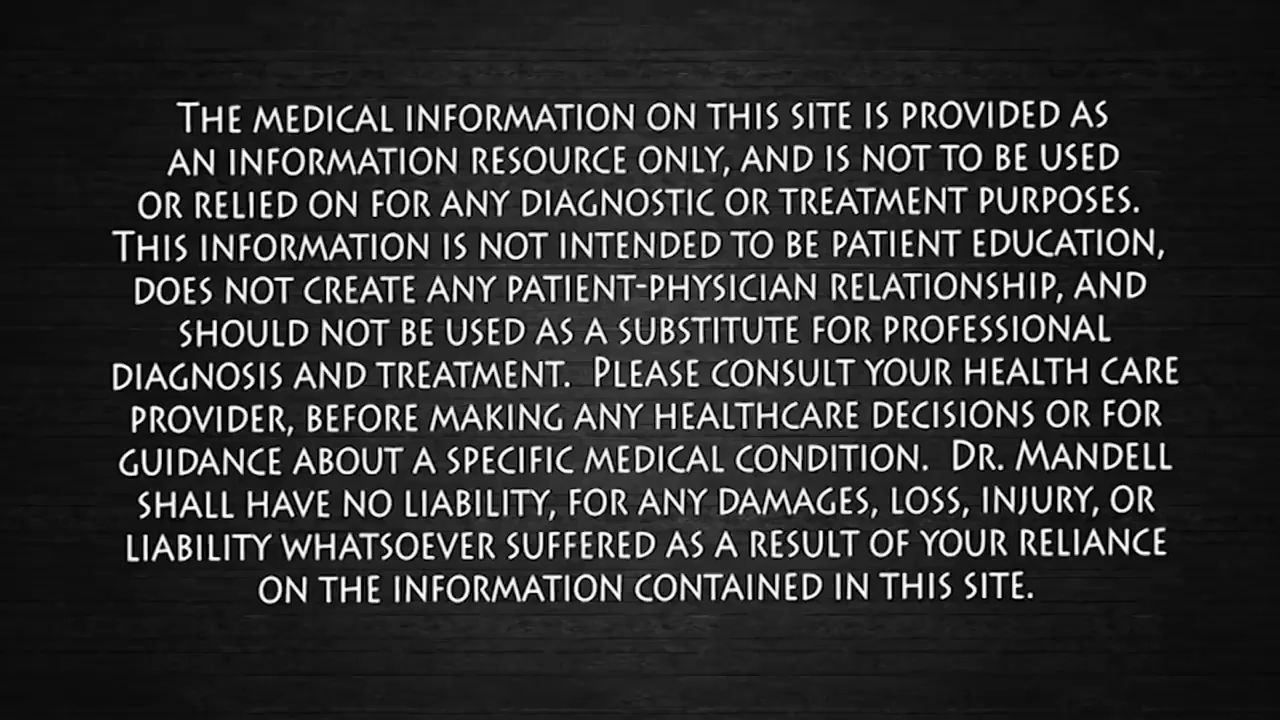 The medical information on this site is provided as
an information resource only, and is not to be used
or relied on for any diagnostic or treatment purposes.
This information is not intended to be patient education,
does not create any patient-physician relationship, and
should not be used as a substitute for professional
diagnosis and treatment.  Please consult your health care
provider, before making any healthcare decisions or for
guidance about a specific medical condition.  Dr. Mandell
shall have no liability, for any damages, loss, injury, or
liability whatsoever suffered as a result of your reliance
on the information contained in this site.